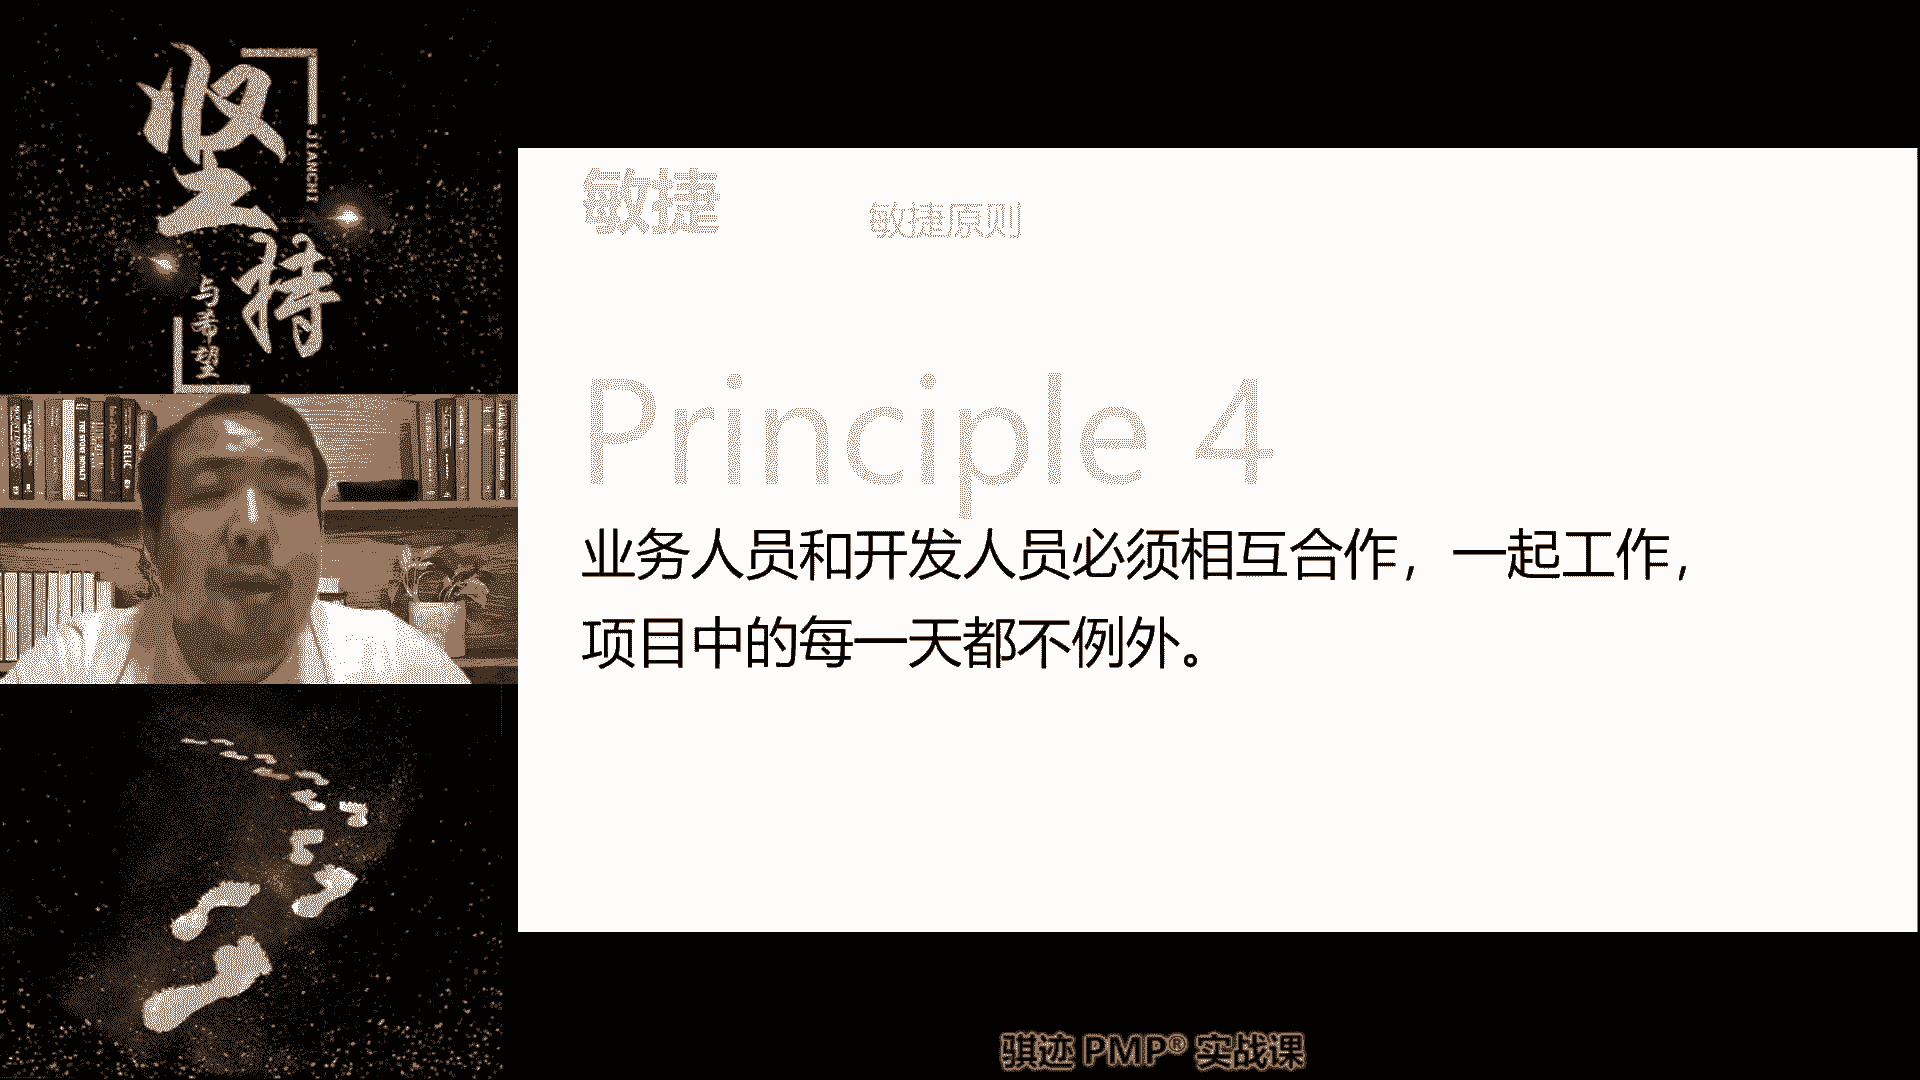 坚持
JIANCHI
与希望
敏捷
敏捷原则
Principle 4
业务人员和开发人员必须相互合作，一起工作，
项目中的每一天都不例外。
RELIC
骐迹 PMP® 实战课